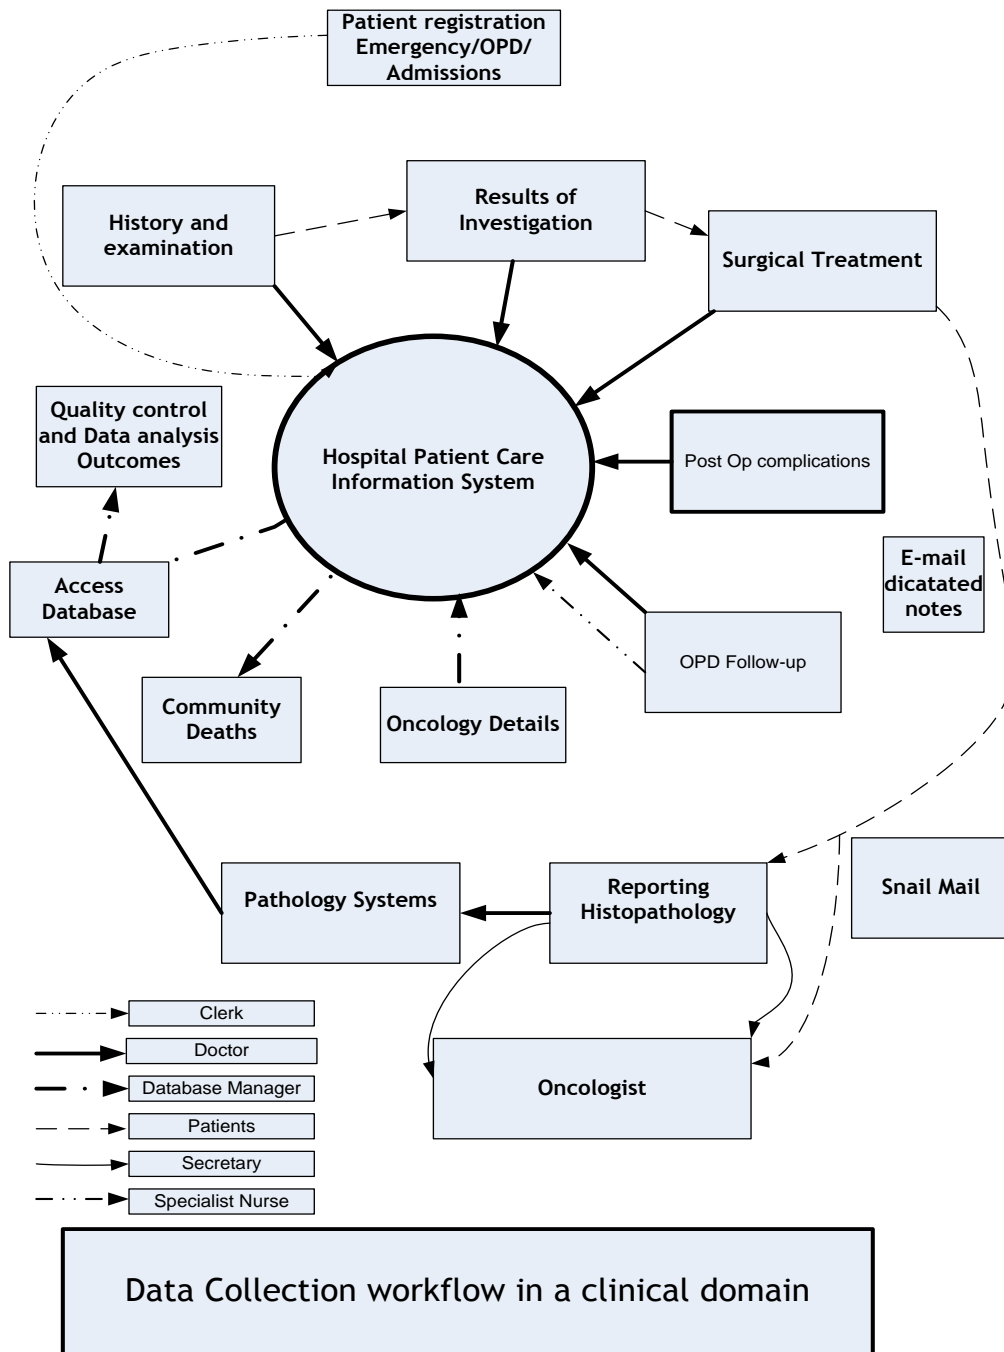 Patient registration
Emergency/OPD/
Admissions
History and
examination
Results of
Investigation
Surgical Treatment
Quality control
and Data analysis
Outcomes
Hospital Patient Care
Information System
Post Op complications
E-mail
dicatated
notes
Access
Database
OPD Follow-up
Community
Deaths
Oncology Details
Pathology Systems
Reporting
Histopathology
Snail Mail
Oncologist
Clerk
Doctor
Database Manager
Patients
Secretary
Specialist Nurse
Data Collection workflow in a clinical domain